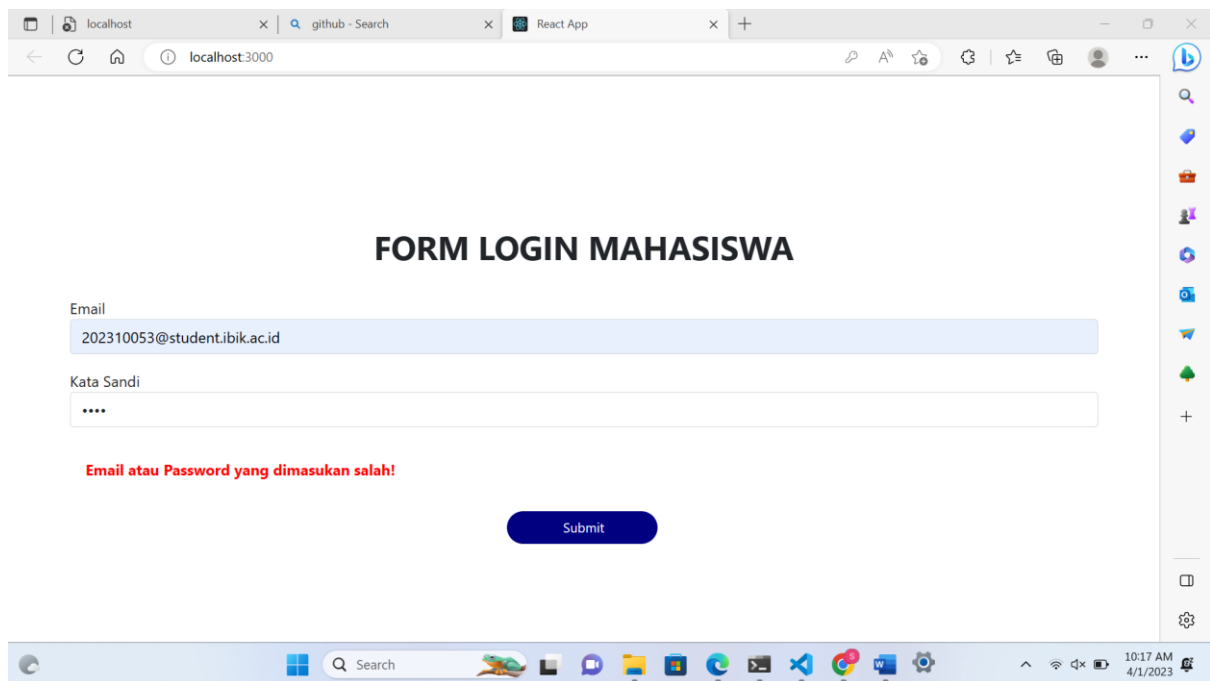 localhost
github - Search
React App
localhost:3000
FORM LOGIN MAHASISWA
Email
202310053@student.ibik.ac.id
Kata Sandi
••••
Email atau Password yang dimasukan salah!
Submit
Search
10:17 AM
4/1/2023